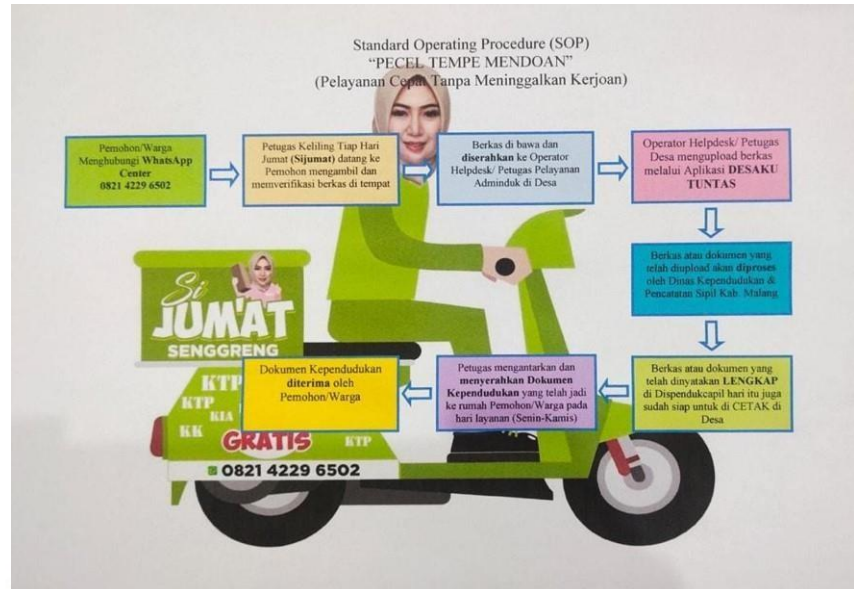 Standard Operating Procedure (SOP)
“PECEL TEMPE MENDOAN”
(Pelayanan Cepat Tanpa Meninggalkan Kerjoan)
Pemohon/Warga
Menghubungi WhatsApp
Center
0821 4229 6502
Petugas Keliling Tiap Hari
Jumat (Sijumat) datang ke
Pemohon mengambil dan
memverifikasi berkas di tempat
Berkas di bawa dan
diserahkan ke Operator
Helpdesk/ Petugas Pelayanan
Adminduk di Desa
Operator Helpdesk/ Petugas
Desa mengupload berkas
melalui Aplikasi DESAKU
TUNTAS
Berkas atau dokumen yang
telah diupload akan diproses
oleh Dinas Kependudukan &
Pencatatan Sipil Kab. Malang
Berkas atau dokumen yang
telah dinyatakan LENGKAP
di Dispendukcapil hari itu juga
sudah siap untuk di CETAK di
Desa
Petugas mengantarkan dan
menyerahkan Dokumen
Kependudukan yang telah jadi
ke rumah Pemohon/Warga pada
hari layanan (Senin-Kamis)
Dokumen Kependudukan
diterima oleh
Pemohon/Warga
Si
JUM'AT
SENGGRENG
KTP
KTP
KIA
KK
GRATIS
KTP
0821 4229 6502